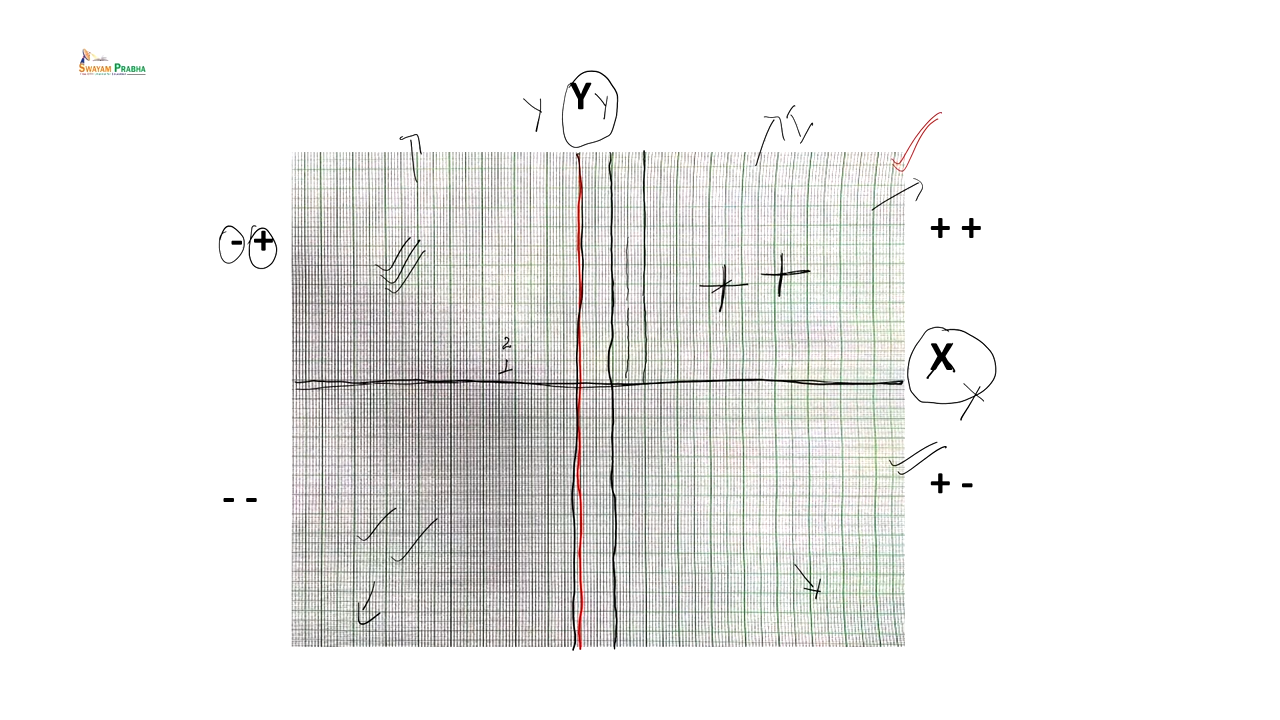 SWAYAM PRABHA
Y Y y
- + + +
+ +
2
1
X
x
- - + -